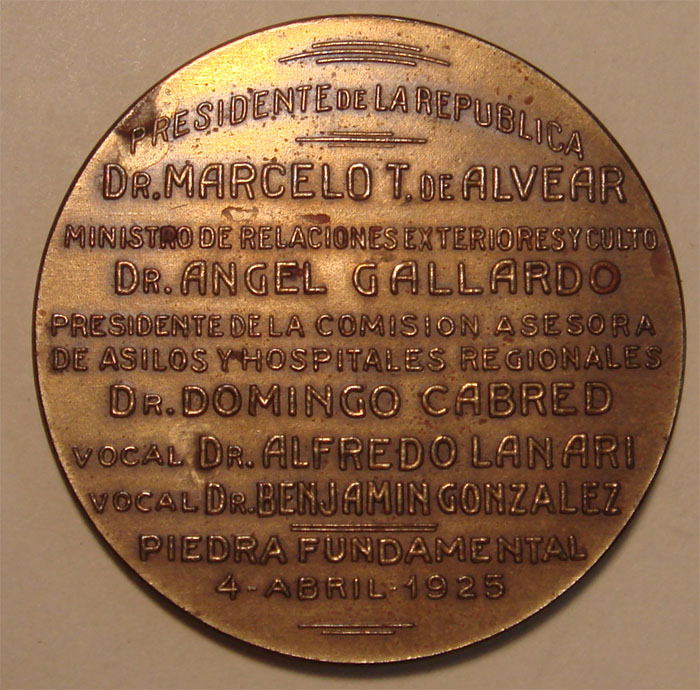 PRESIDENTE DE LA REPUBLICA
DR. MARCELO T. DE ALVEAR
MINISTRO DE RELACIONES EXTERIORES Y CULTO
DR. ANGEL GALLARDO
PRESIDENTE DE LA COMISION ASESORA
DE ASILOS Y HOSPITALES REGIONALES
DR. DOMINGO CABRED
VOCAL DR. ALFREDO LANARI
VOCAL DR. BENJAMIN GONZALEZ
PIEDRA FUNDAMENTAL
4 - ABRIL - 1925